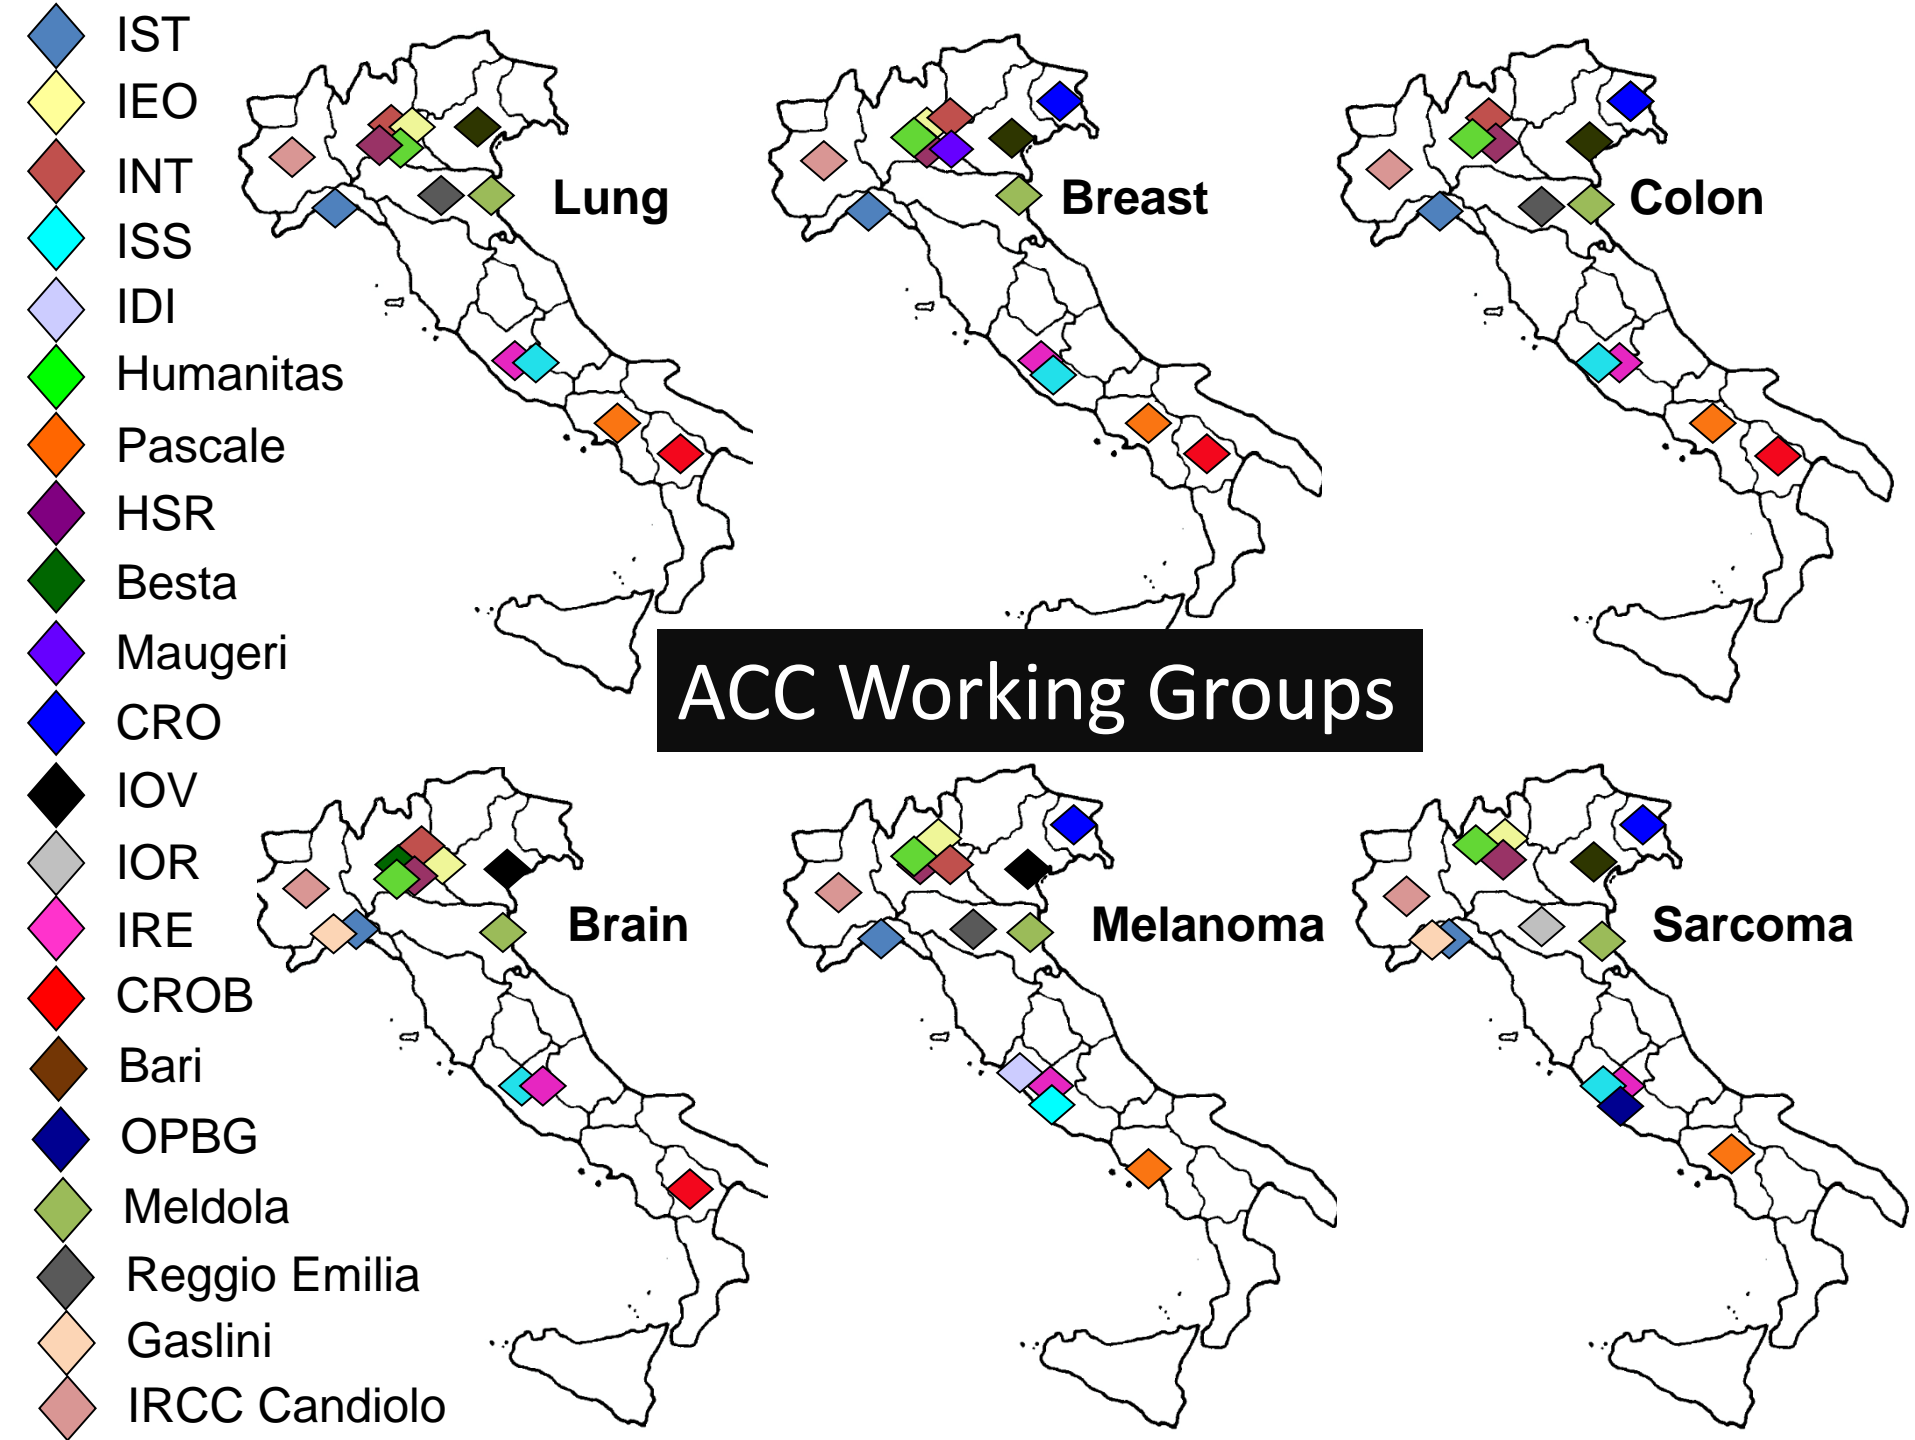 IST
IEO
INT
ISS
IDI
Humanitas
Pascale
HSR
Besta
Maugeri
CRO
IOV
IOR
IRE
CROB
Bari
OPBG
Meldola
Reggio Emilia
Gaslini
IRCC Candiolo
Lung
Breast
Colon
ACC Working Groups
Brain
Melanoma
Sarcoma